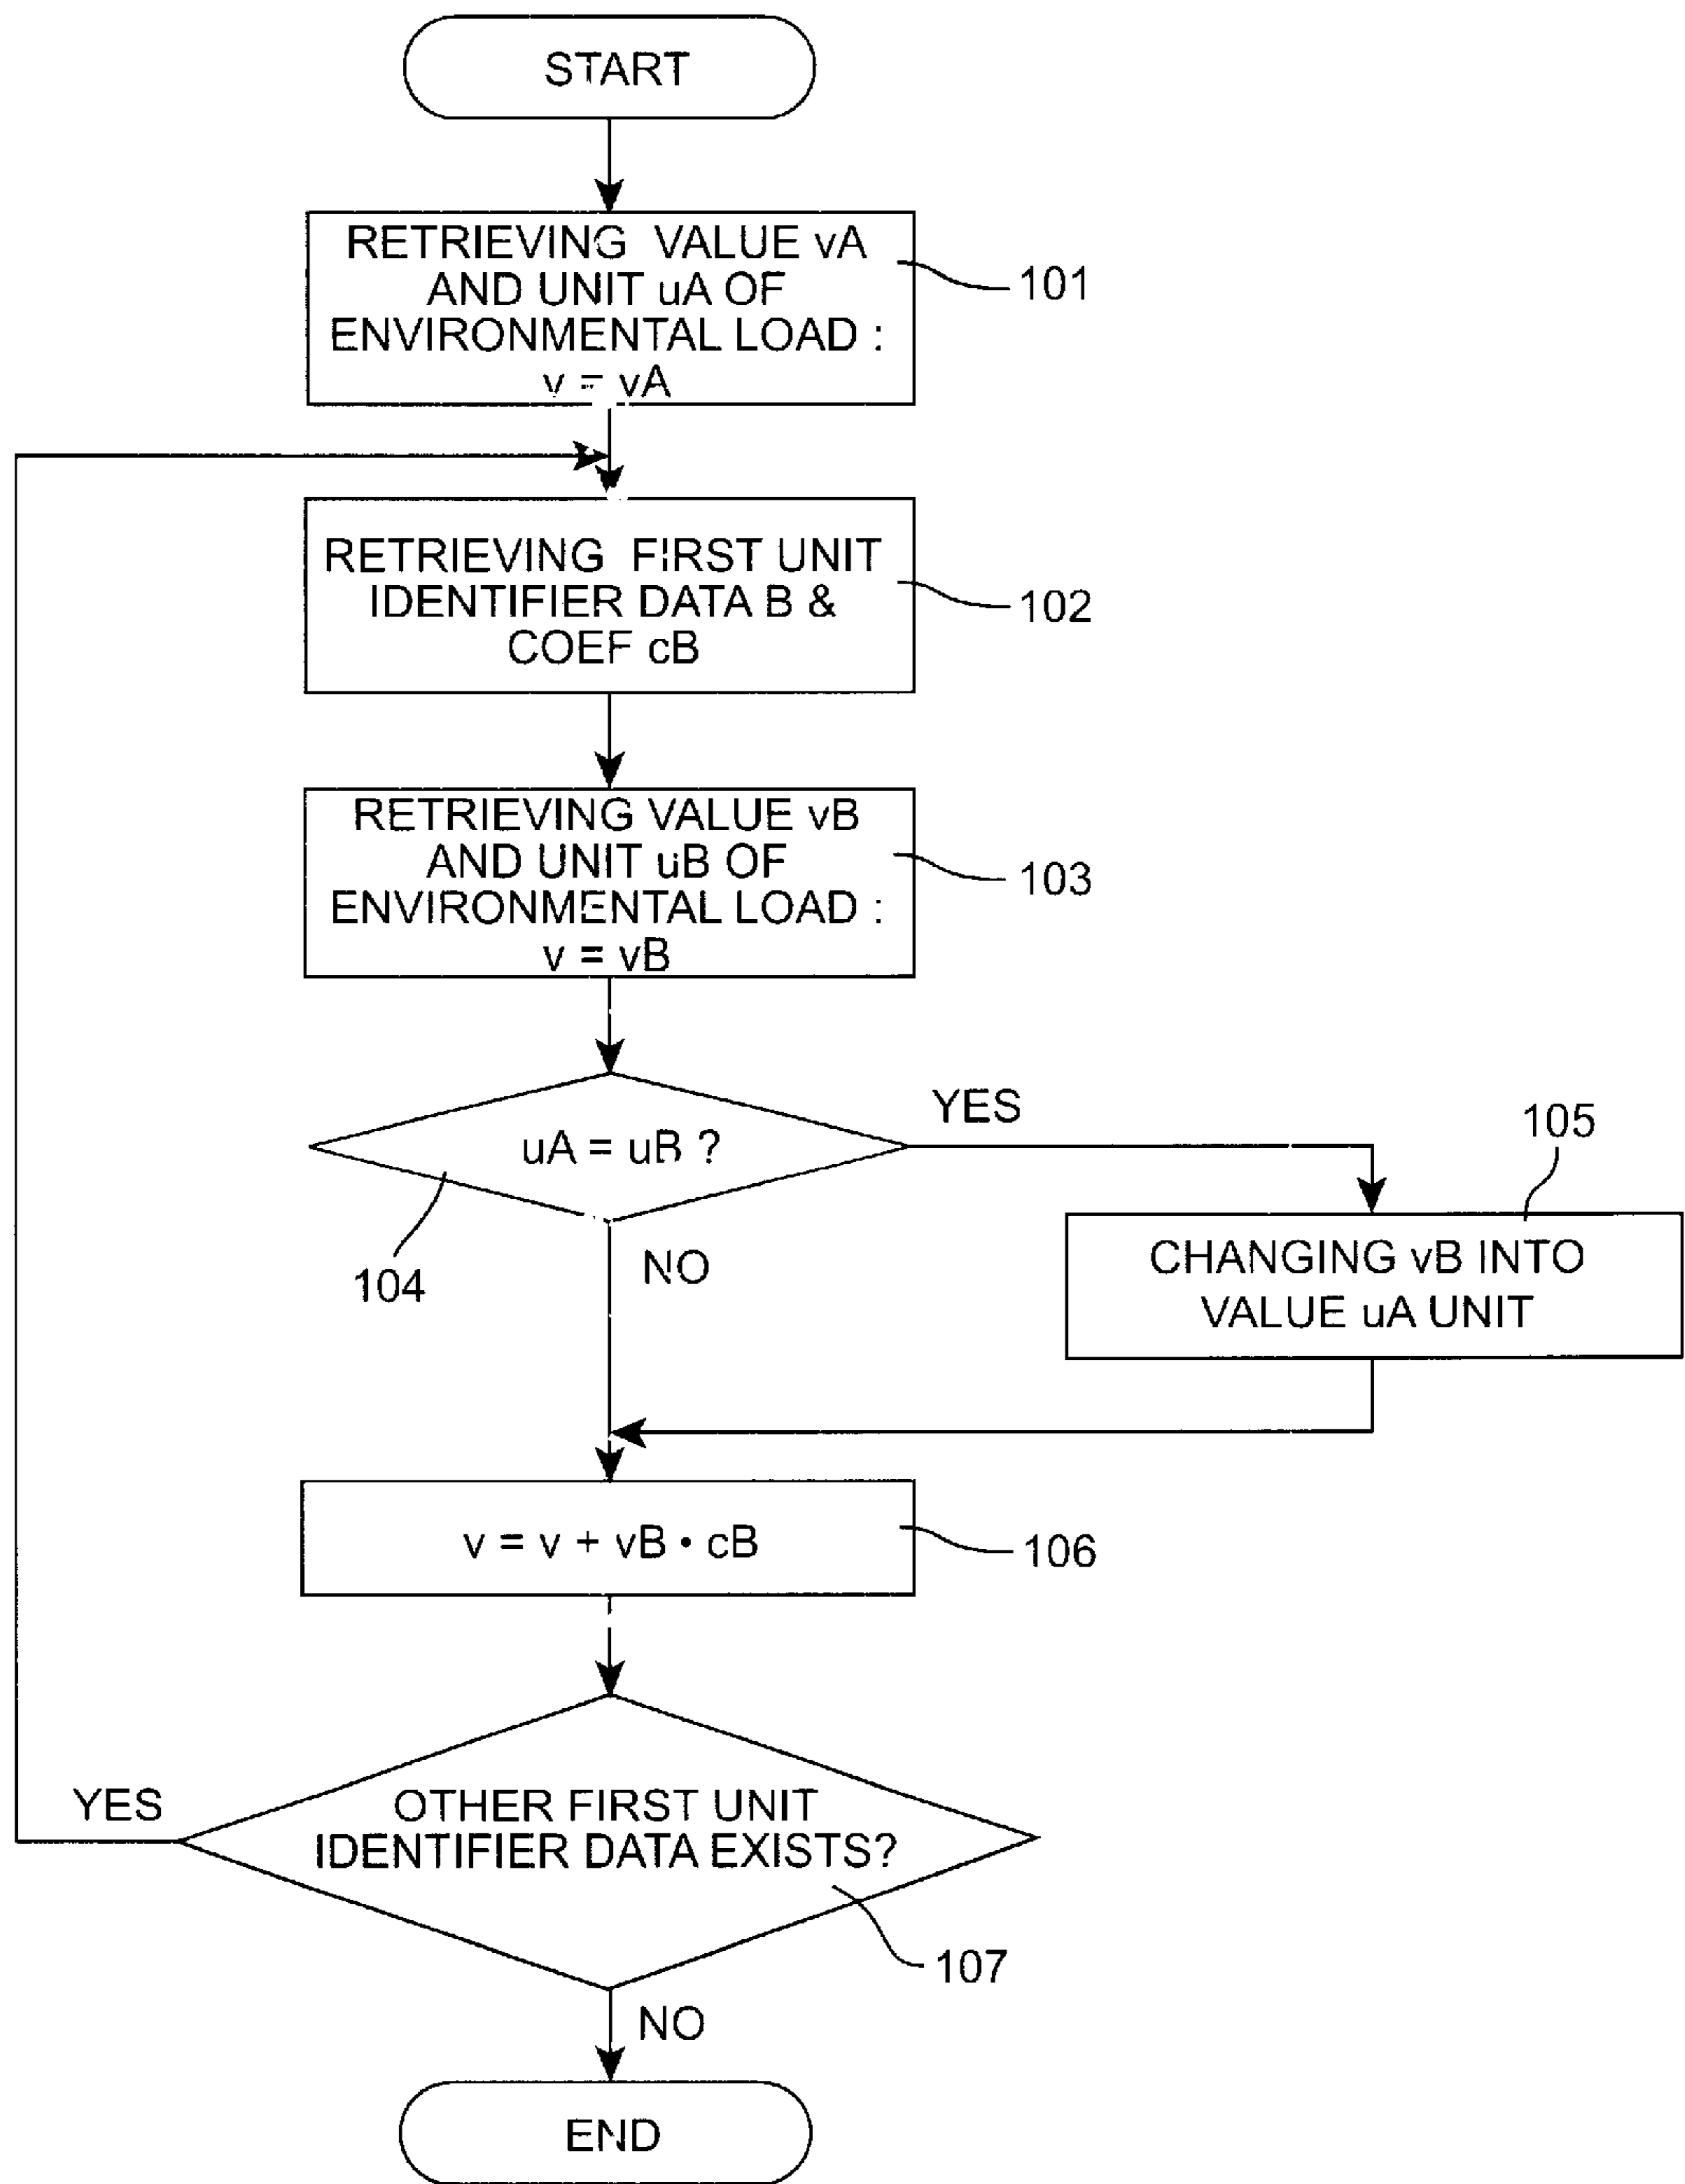 START
RETRIEVING VALUE vA
AND UNIT uA OF
ENVIRONMENTAL LOAD :
v = vA
101
RETRIEVING FIRST UNIT
IDENTIFIER DATA B &
COEF cB
102
RETRIEVING VALUE vB
AND UNIT uB OF
ENVIRONMENTAL LOAD :
v = vB
103
uA = uB ?
YES
104
NO
105
CHANGING vB INTO
VALUE uA UNIT
v = v + vB • cB
106
YES
OTHER FIRST UNIT
IDENTIFIER DATA EXISTS?
107
NO
END